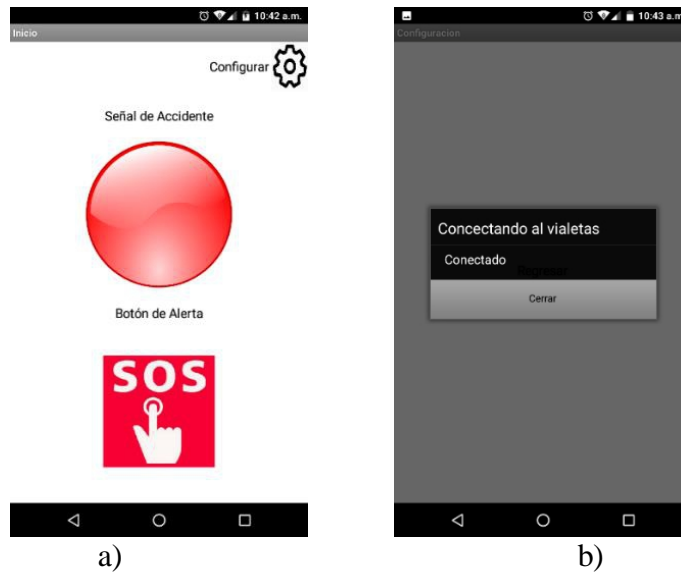 10:42 a.m.
Inicio
Configurar
Señal de Accidente
Botón de Alerta
SOS
a)
10:43 a.m
Configuracion
Concectando al vialetas
Conectado
Regresar
Cerrar
b)